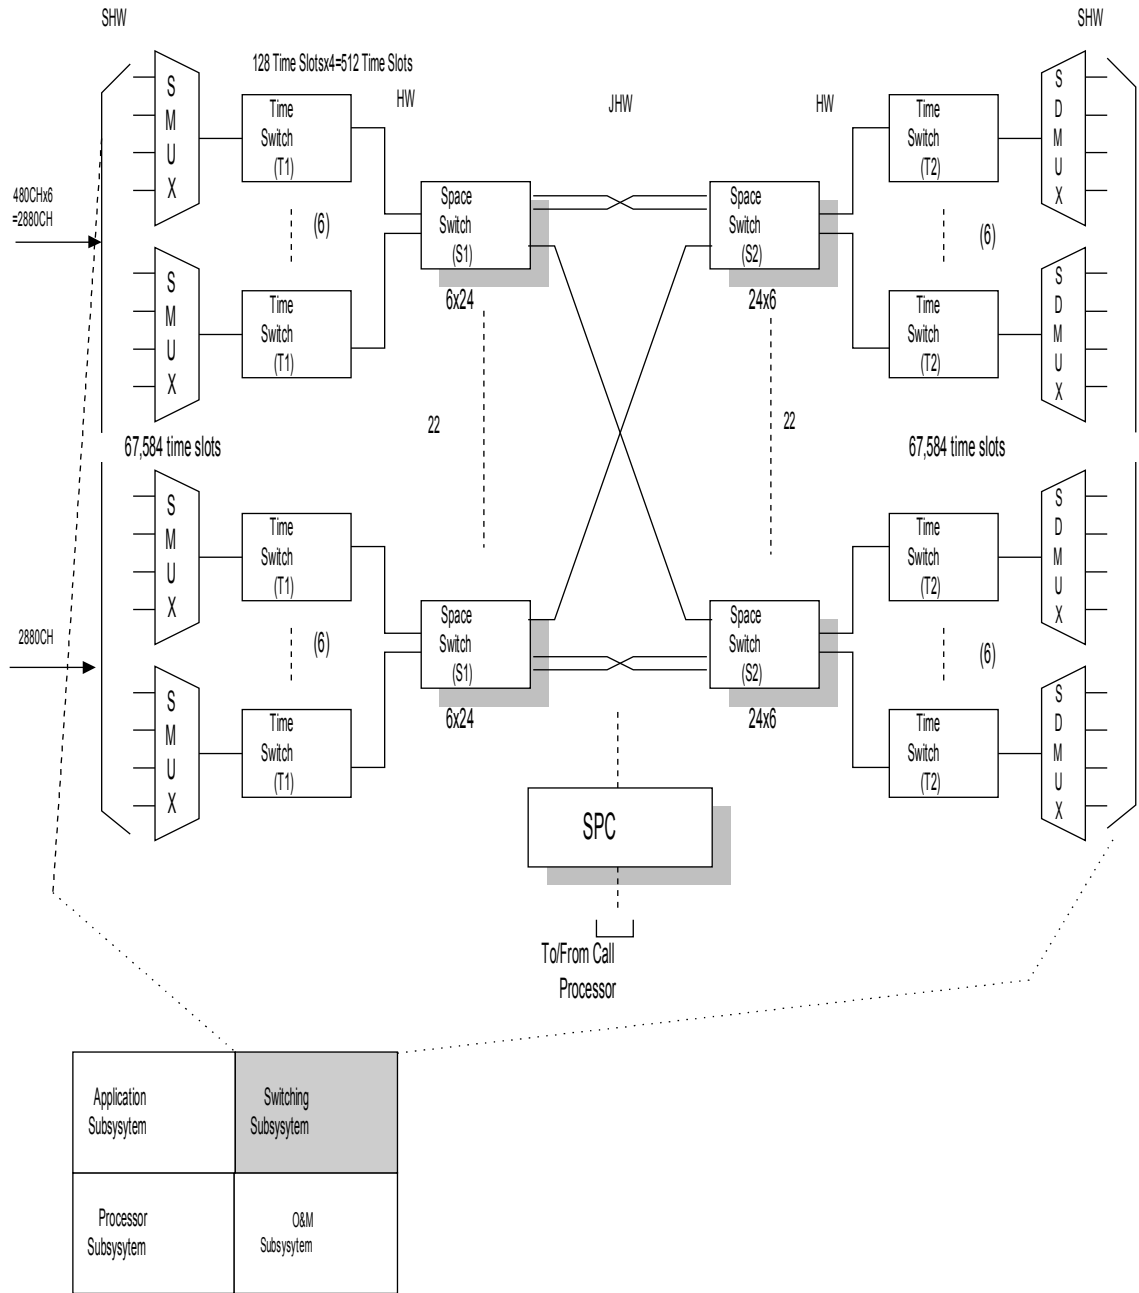 SHW
SHW
128 Time Slotsx4=512 Time Slots
HW
JHW
HW
S
M
U
X
Time
Switch
(T1)
Time
Switch
(T2)
S
D
M
U
X
480CHx6
=2880CH
(6)
Space
Switch
(S1)
6x24
Space
Switch
(S2)
24x6
(6)
S
M
U
X
Time
Switch
(T1)
Time
Switch
(T2)
S
D
M
U
X
22
22
67,584 time slots
67,584 time slots
S
M
U
X
Time
Switch
(T1)
Time
Switch
(T2)
S
D
M
U
X
2880CH
(6)
Space
Switch
(S1)
6x24
Space
Switch
(S2)
24x6
(6)
S
M
U
X
Time
Switch
(T1)
Time
Switch
(T2)
S
D
M
U
X
SPC
To/From Call
Processor
Application
Subsysytem
Switching
Subsysytem
Processor
Subsysytem
O&M
Subsysytem